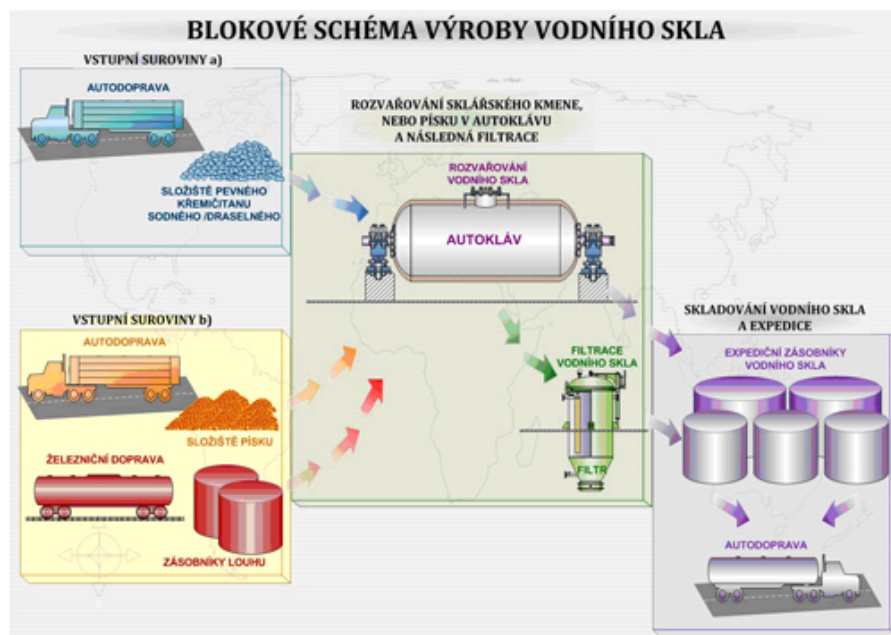 BLOKOVÉ SCHÉMA VÝROBY VODNÍHO SKLA
VSTUPNÍ SUROVINY a)
AUTODOPRAVA
SLOŽIŠTĚ PEVNÉHO
KŘEMIČITANU
SODNÉHO /DRASELNÉHO
ROZVAŘOVÁNÍ SKLÁŘSKÉHO KMENE,
NEBO PÍSKU V AUTOKLÁVU
A NÁSLEDNÁ FILTRACE
ROZVAŘOVÁNÍ
VODNÍHO SKLA
AUTOKLÁV
VSTUPNÍ SUROVINY b)
AUTODOPRAVA
SLOŽIŠTĚ PÍSKU
ŽELEZNIČNÍ DOPRAVA
ZÁSOBNÍKY LOUHU
FILTRACE
VODNÍHO SKLA
FILTR
SKLADOVÁNÍ VODNÍHO SKLA
A EXPEDICE
EXPEDIČNÍ ZÁSOBNÍKY
VODNÍHO SKLA
AUTODOPRAVA